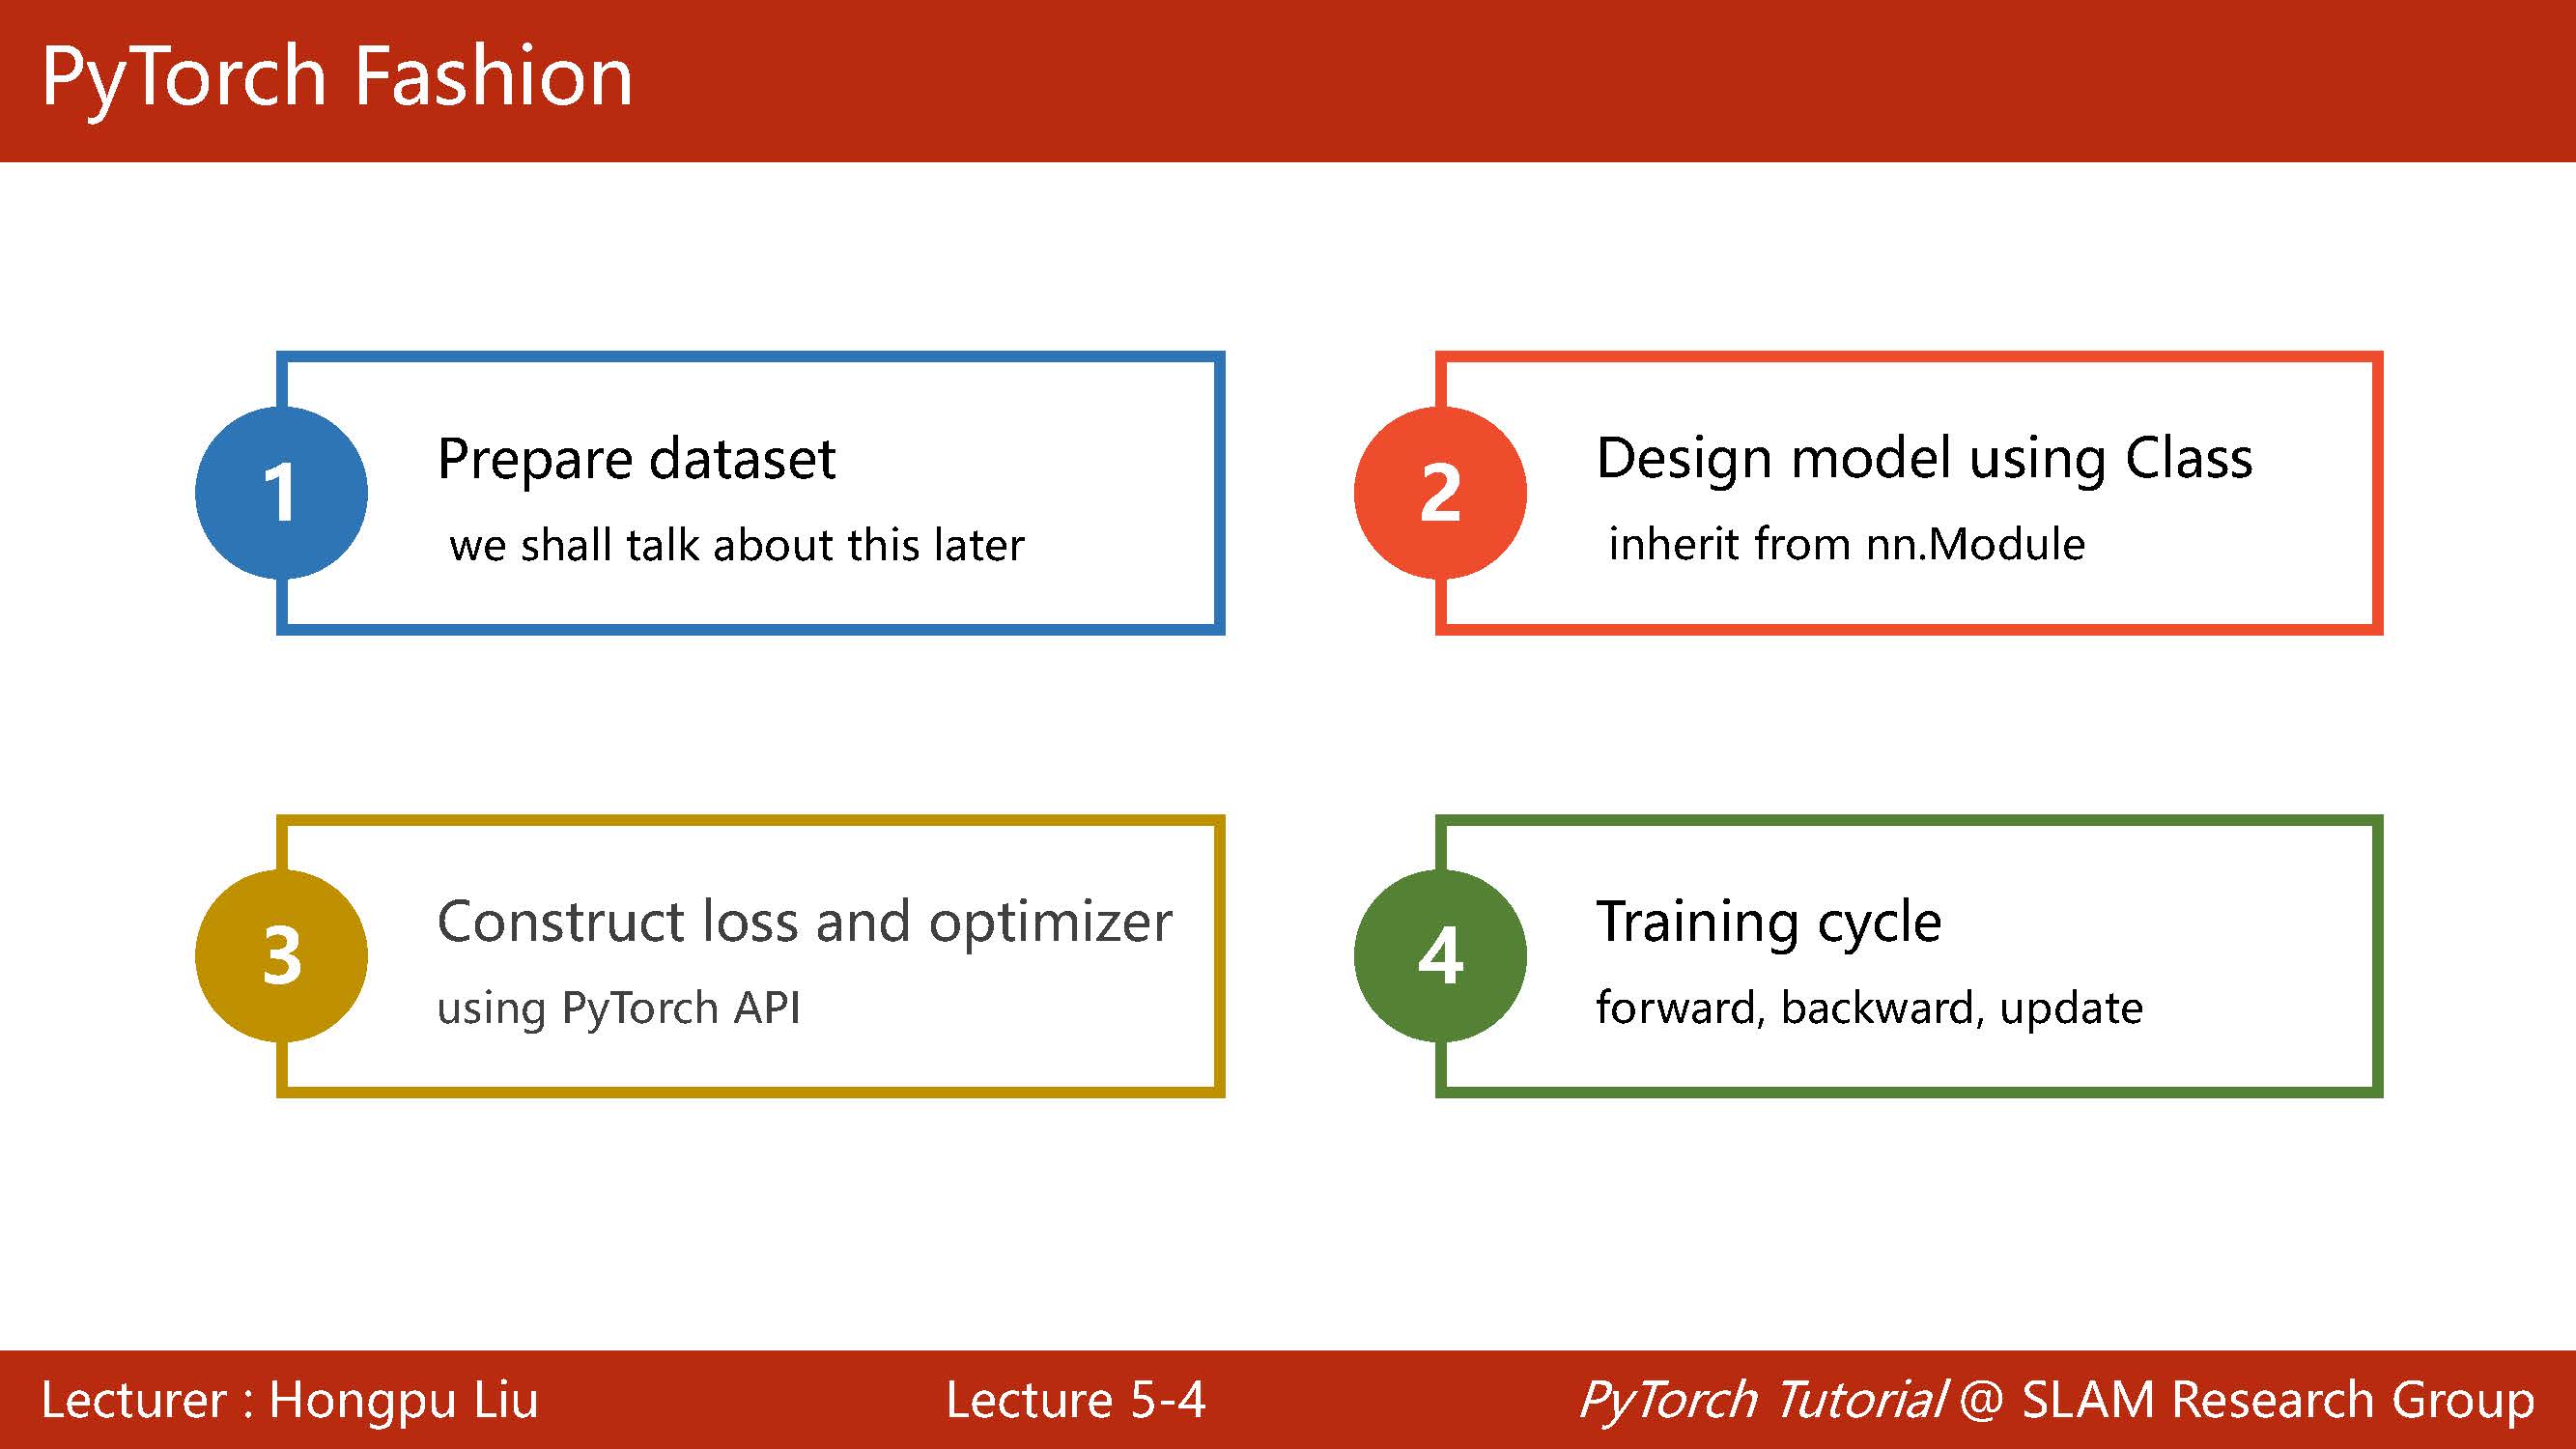 PyTorch Fashion
1
Prepare dataset
we shall talk about this later
2
Design model using Class
inherit from nn.Module
3
Construct loss and optimizer
using PyTorch API
4
Training cycle
forward, backward, update
Lecturer : Hongpu Liu
Lecture 5-4
PyTorch Tutorial @ SLAM Research Group